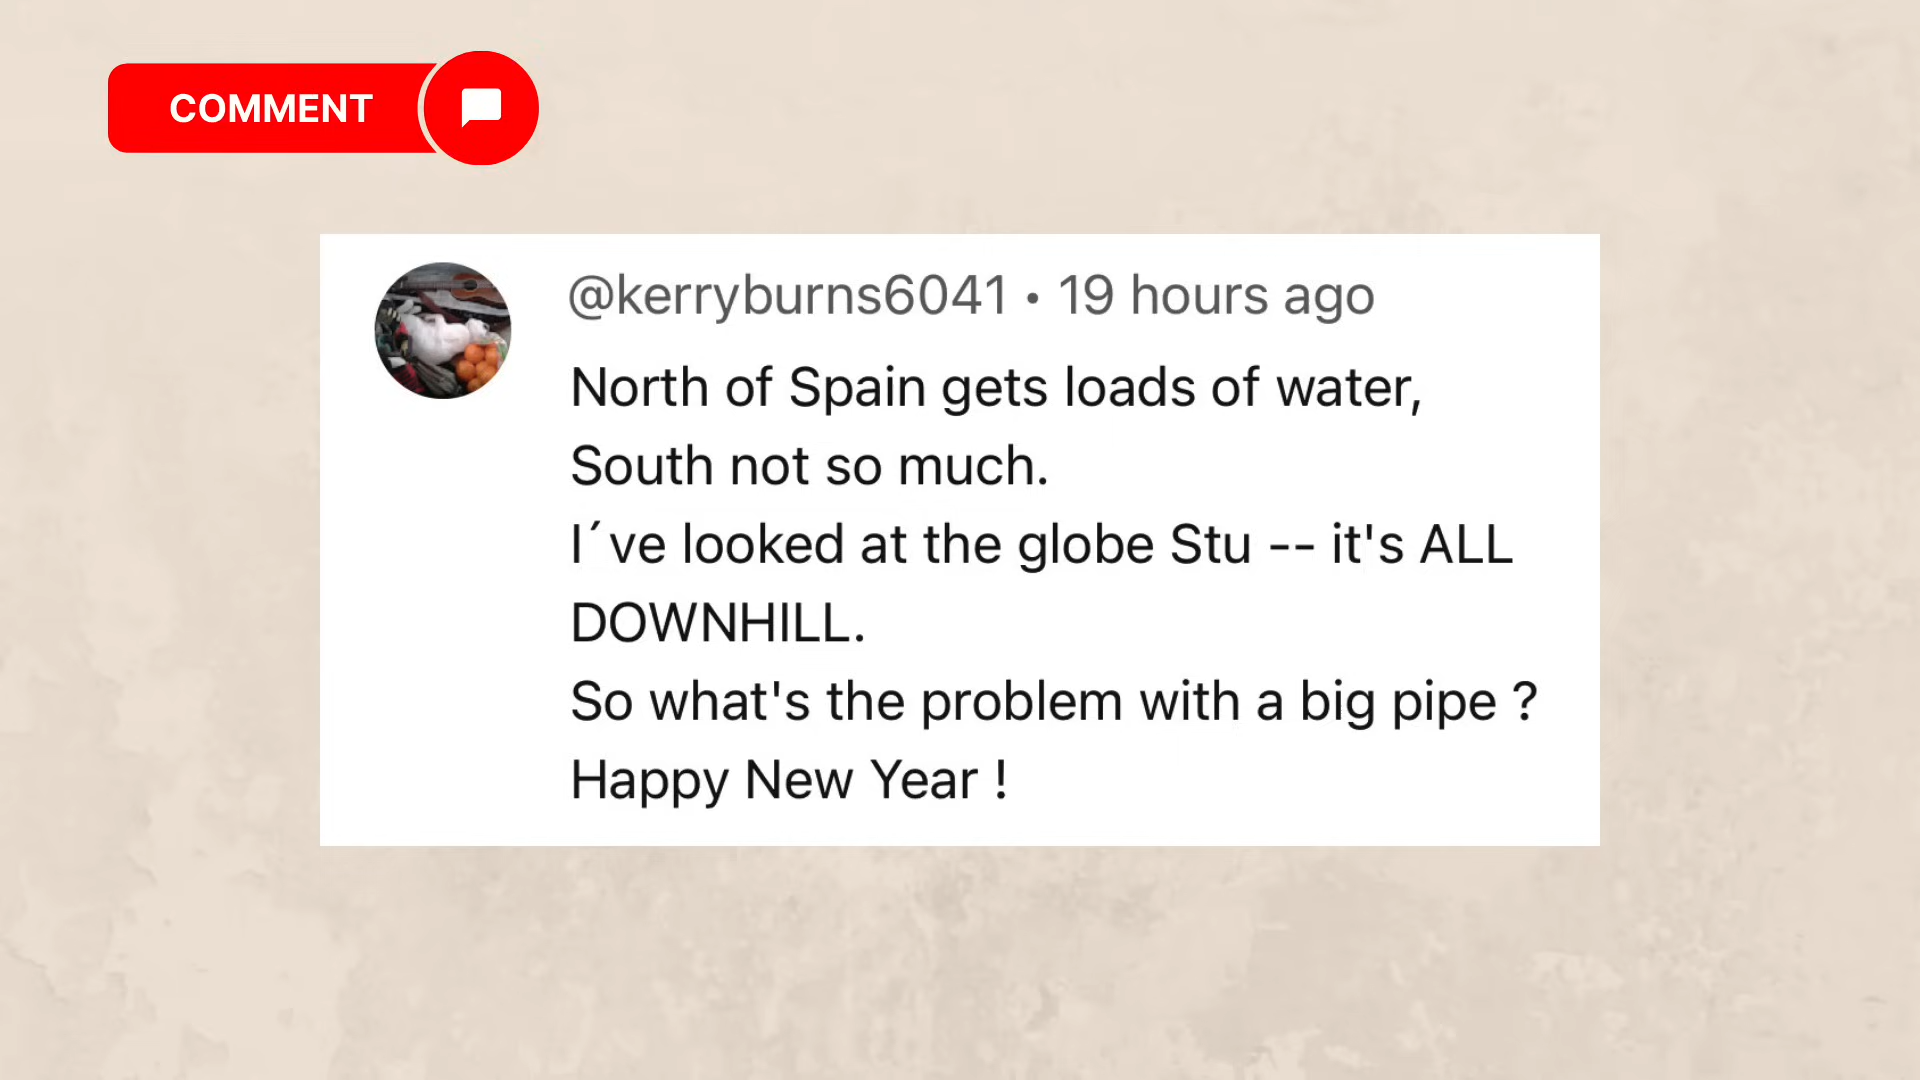 COMMENT
@kerryburns6041 • 19 hours ago
North of Spain gets loads of water,
South not so much.
I´ve looked at the globe Stu -- it's ALL
DOWNHILL.
So what's the problem with a big pipe ?
Happy New Year !